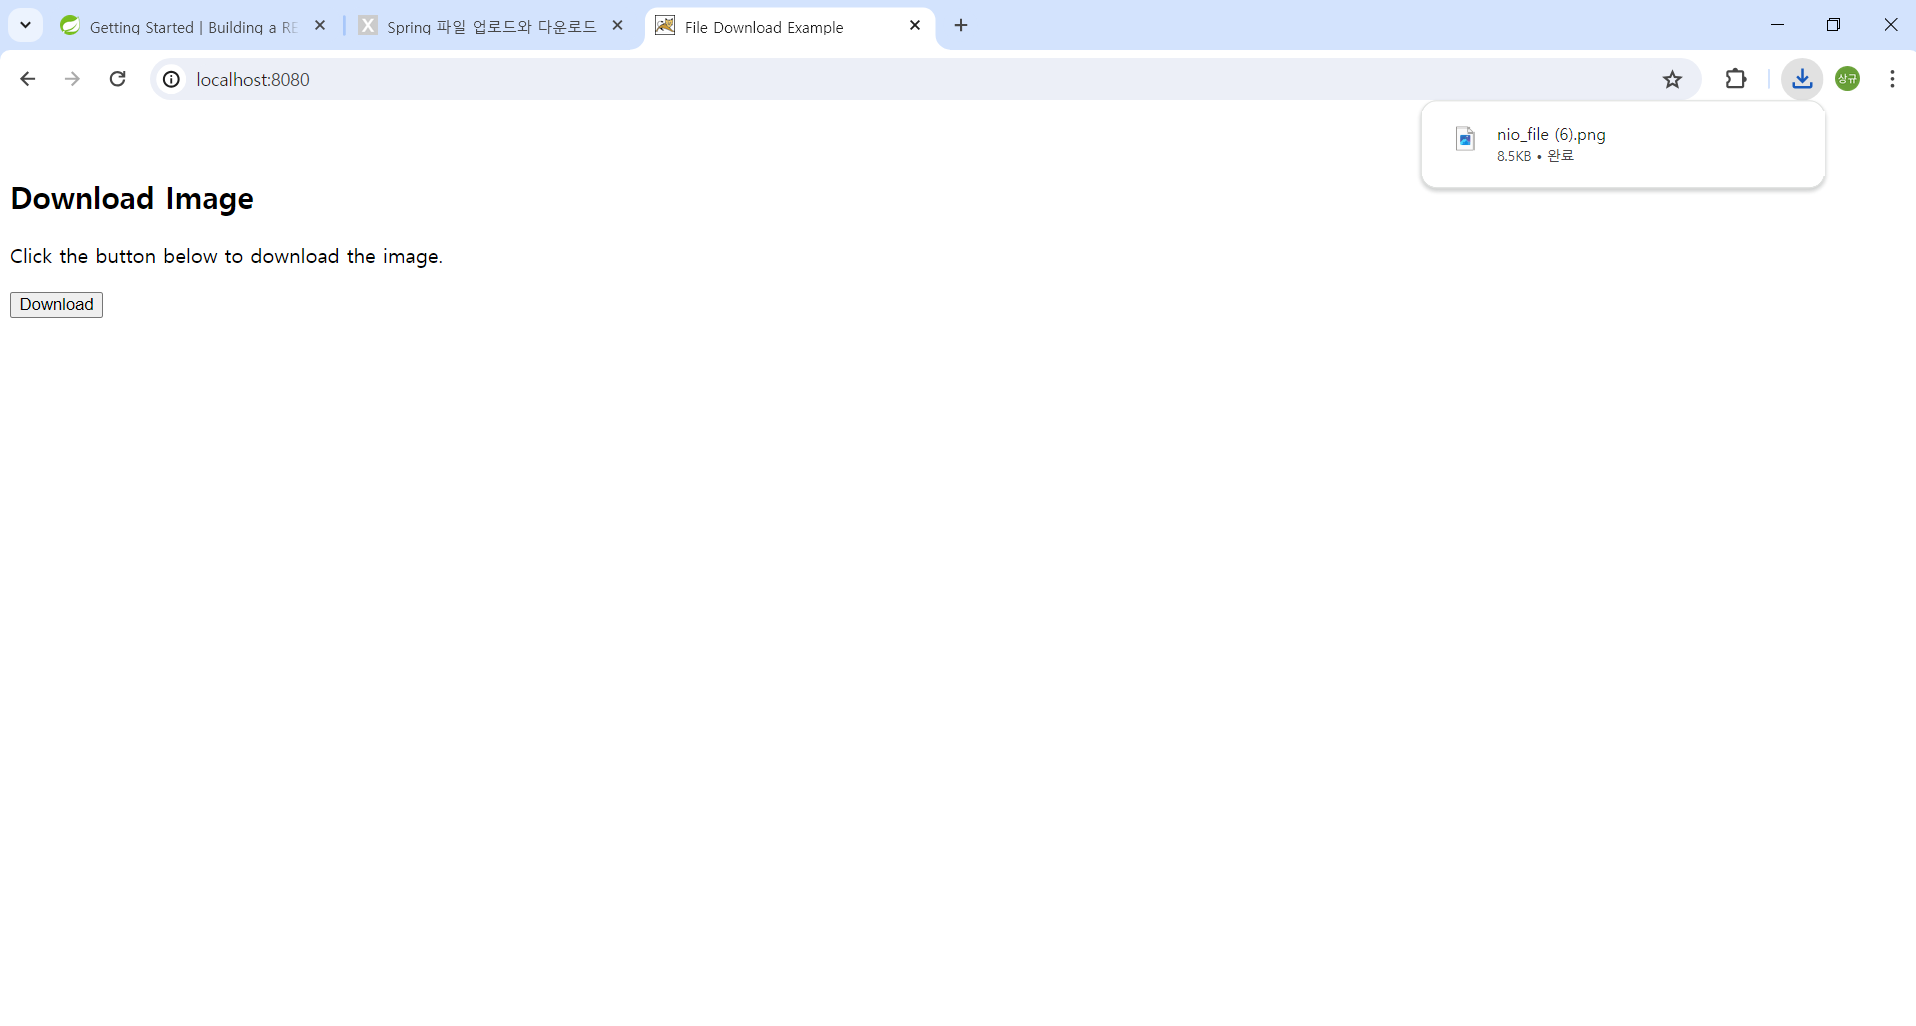 Getting Started | Building a RE
Spring 파일 업로드와 다운로드
File Download Example
localhost:8080
상규
nio_file (6).png
8.5KB • 완료
Download Image
Click the button below to download the image.
Download